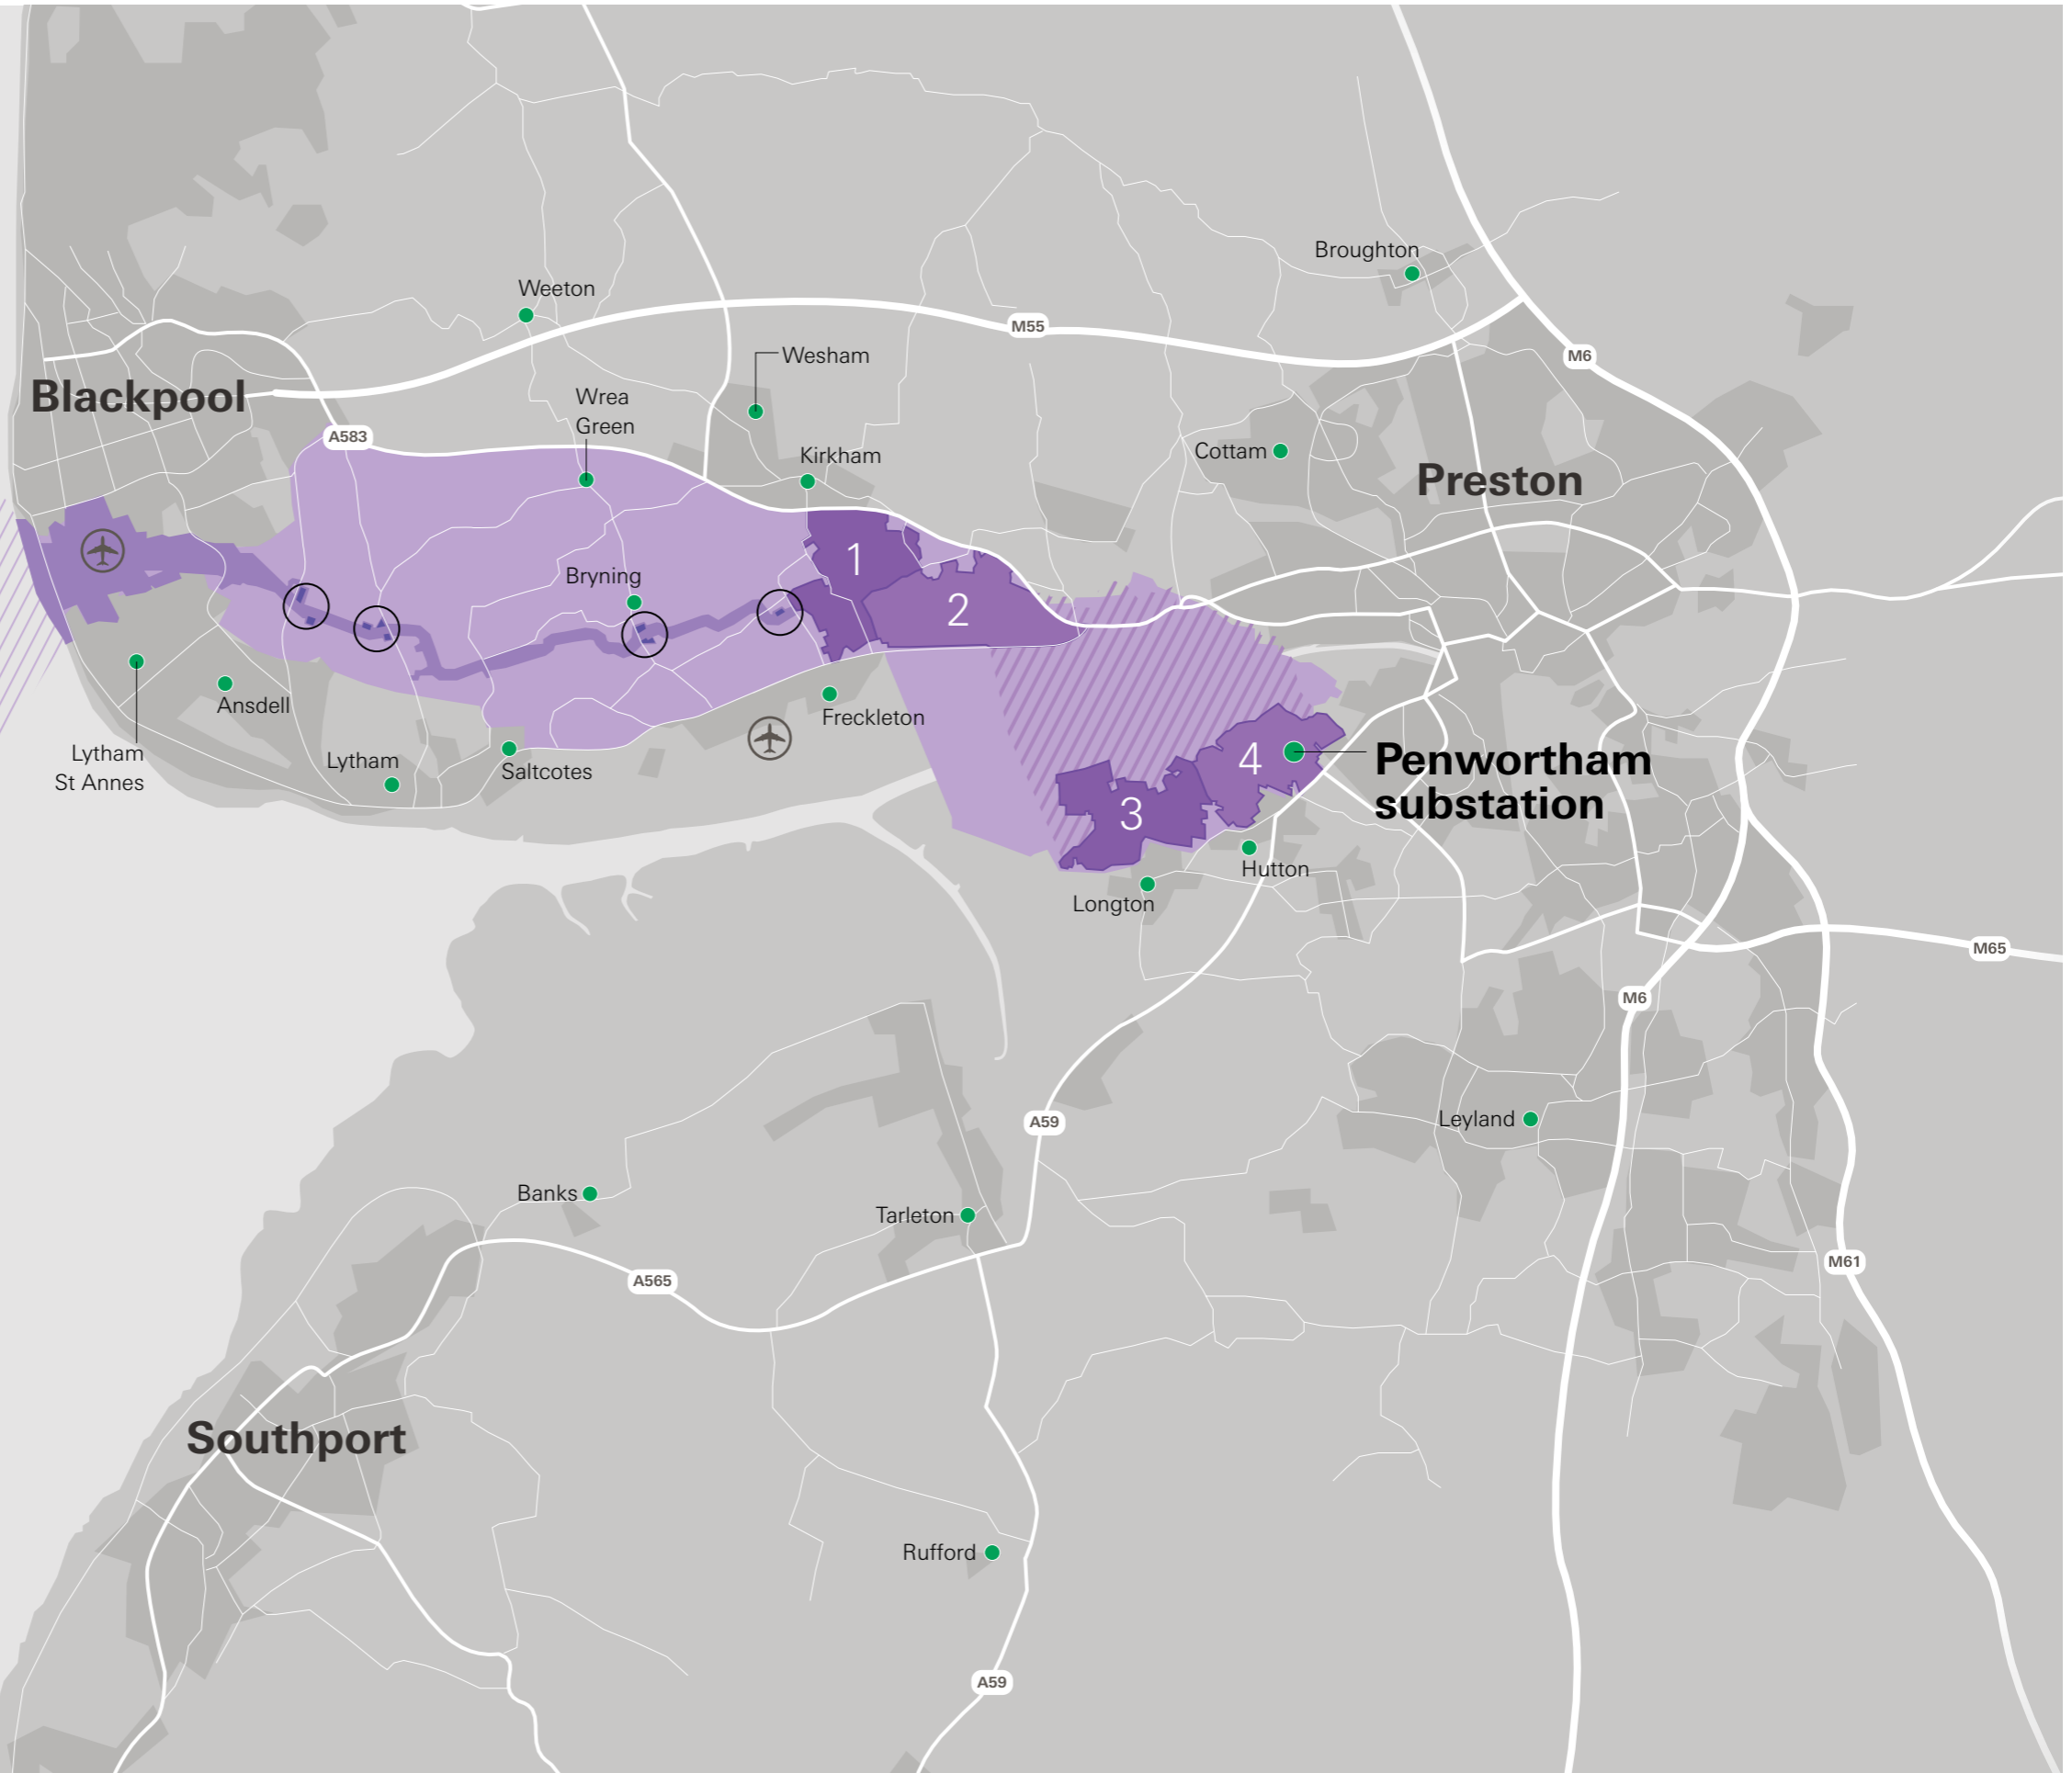 Broughton
Weeton
M55
Wesham
M6
Blackpool
Wrea
Green
A583
Kirkham
Cottam
Preston
1
Bryning
2
Ansdell
Freckleton
Lytham
St Annes
Lytham
Saltcotes
4
Penwortham
substation
3
Hutton
Longton
M65
M6
A59
Leyland
Banks
Tarleton
M61
A565
Southport
Rufford
A59